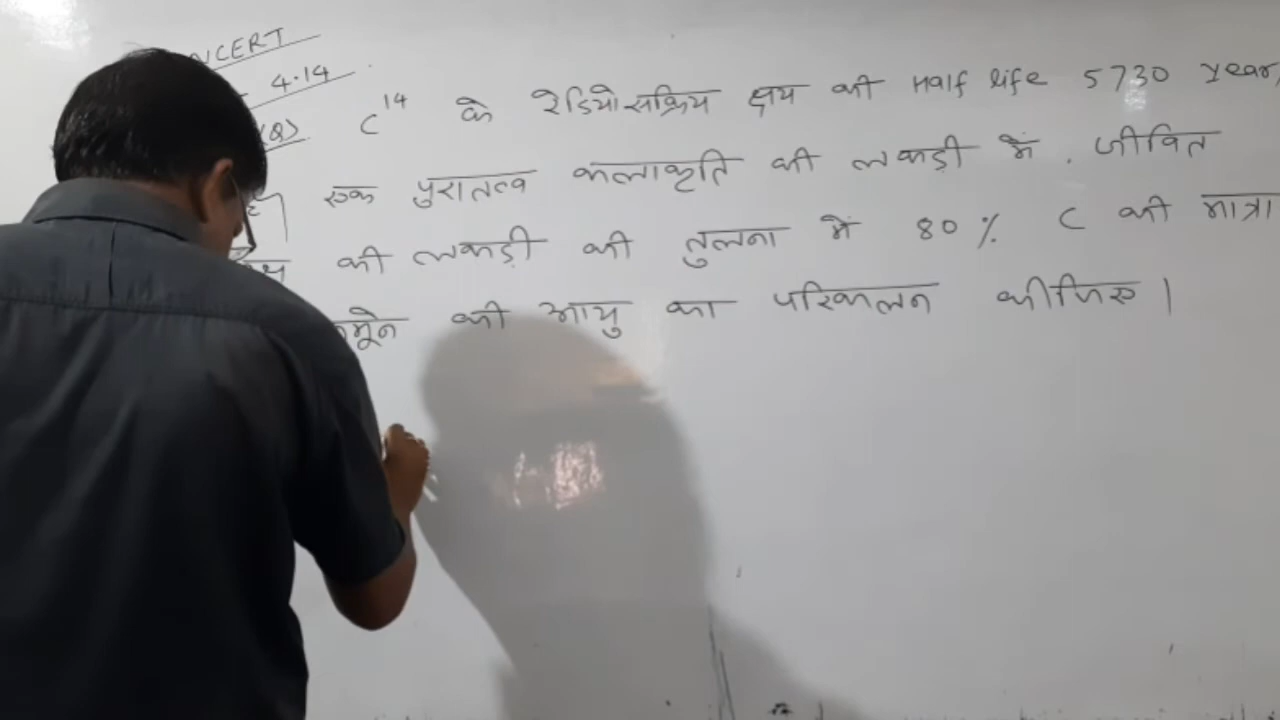 NCERT
4.14
(Q) C¹⁴ के रेडियोसक्रिय क्षय की Half life 5730 year,
एक पुरातत्व कलाकृति की लकड़ी में . जीवित
की लकड़ी की तुलना में 80 % C की मात्रा
की आयु का परिकलन कीजिए ।